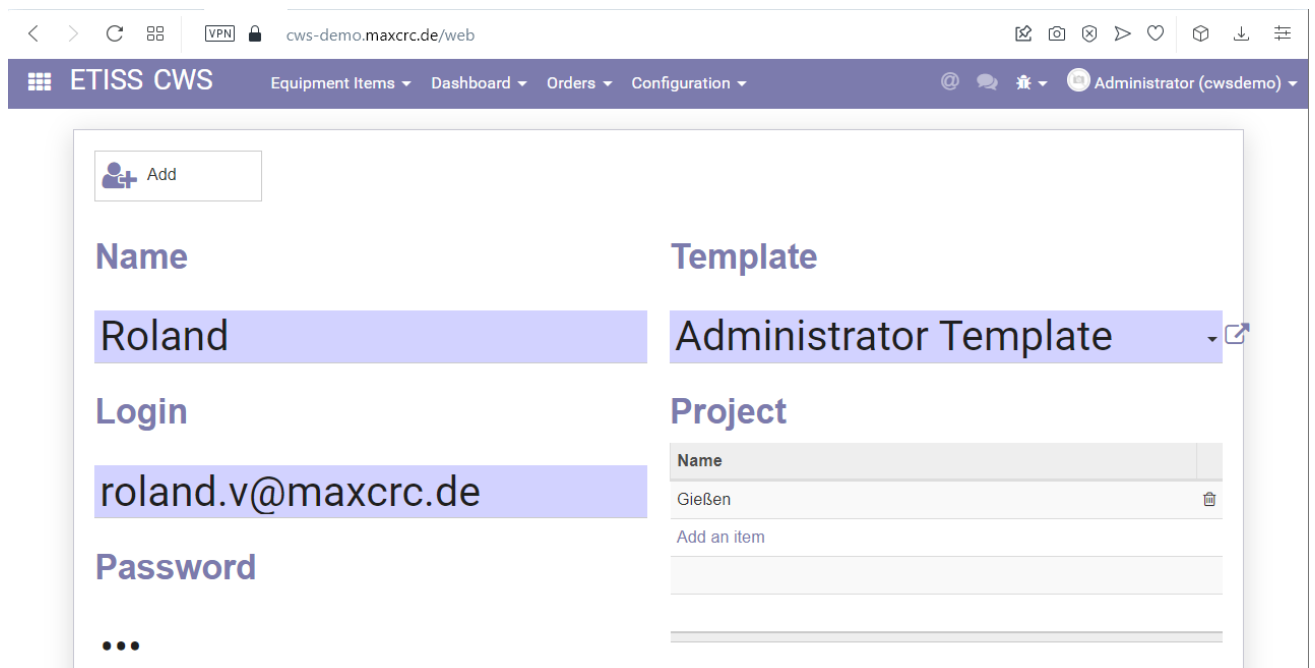 VPN cws-demo.maxcrc.de/web
ETISS CWS Equipment Items Dashboard Orders Configuration @ Administrator (cwsdemo)
Add
Name
Template
Roland
Administrator Template
Login
Project
Name
roland.v@maxcrc.de
Gießen
Add an item
Password
•••